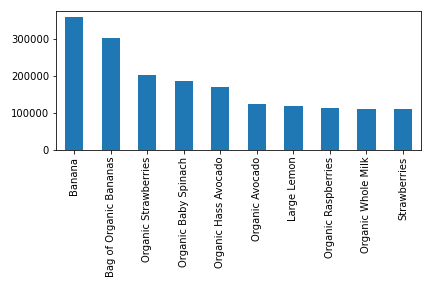 300000
200000
100000
0
Banana
Bag of Organic Bananas
Organic Strawberries
Organic Baby Spinach
Organic Hass Avocado
Organic Avocado
Large Lemon
Organic Raspberries
Organic Whole Milk
Strawberries